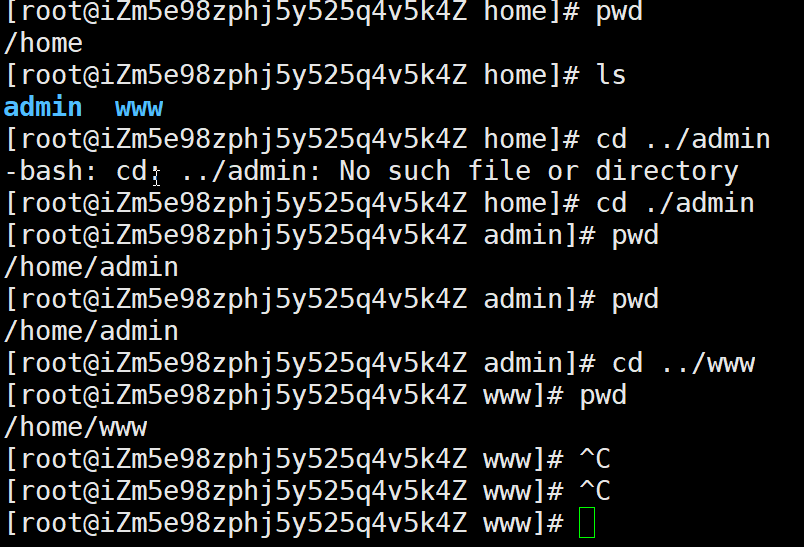 [root@iZm5e98zphj5y525q4v5k4Z home]# pwd
/home
[root@iZm5e98zphj5y525q4v5k4Z home]# ls
admin  www
[root@iZm5e98zphj5y525q4v5k4Z home]# cd ../admin
-bash: cd: ../admin: No such file or directory
[root@iZm5e98zphj5y525q4v5k4Z home]# cd ./admin
[root@iZm5e98zphj5y525q4v5k4Z admin]# pwd
/home/admin
[root@iZm5e98zphj5y525q4v5k4Z admin]# pwd
/home/admin
[root@iZm5e98zphj5y525q4v5k4Z admin]# cd ../www
[root@iZm5e98zphj5y525q4v5k4Z www]# pwd
/home/www
[root@iZm5e98zphj5y525q4v5k4Z www]# ^C
[root@iZm5e98zphj5y525q4v5k4Z www]# ^C
[root@iZm5e98zphj5y525q4v5k4Z www]#